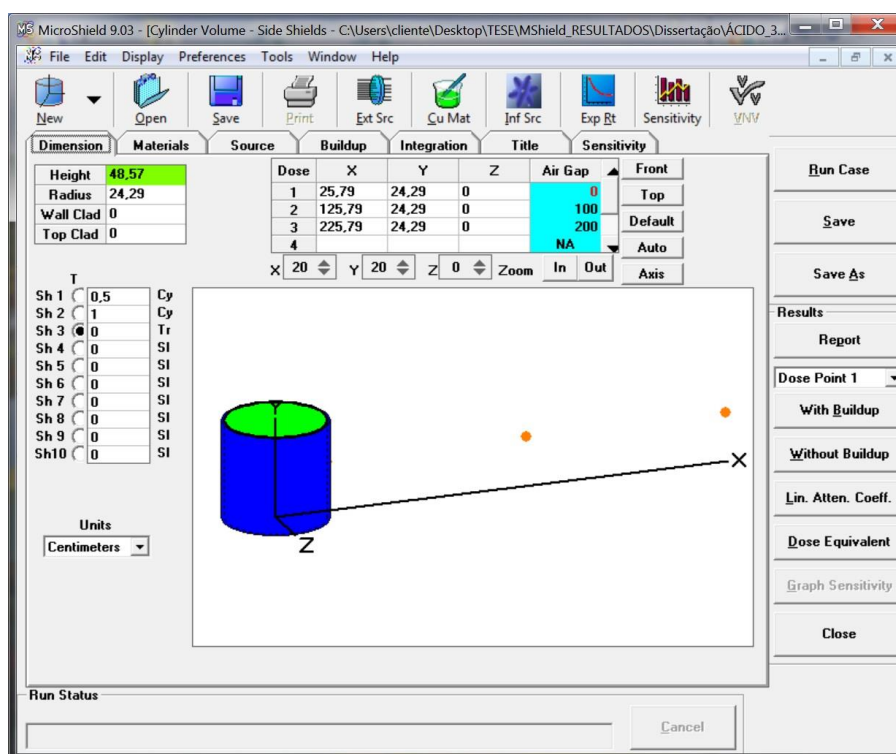 MicroShield 9.03 - [Cylinder Volume - Side Shields - C:\Users\cliente\Desktop\TESE\MShield_RESULTADOS\Dissertação\ÁCIDO_3...
File Edit Display Preferences Tools Window Help
New Open Save Print Ext Src Cu Mat Inf Src Exp Rt Sensitivity VNV
Dimension Materials Source Buildup Integration Title Sensitivity
Height 48,57
Radius 24,29
Wall Clad 0
Top Clad 0
Dose X Y Z Air Gap
1 25,79 24,29 0 0
2 125,79 24,29 0 100
3 225,79 24,29 0 200
4 NA
X 20 Y 20 Z 0 Zoom In Out
Front
Top
Default
Auto
Axis
T
Sh 1 0,5 Cy
Sh 2 1 Cy
Sh 3 0 Tr
Sh 4 0 Sl
Sh 5 0 Sl
Sh 6 0 Sl
Sh 7 0 Sl
Sh 8 0 Sl
Sh 9 0 Sl
Sh10 0 Sl
Units
Centimeters
Y
X
Z
Run Case
Save
Save As
Results
Report
Dose Point 1
With Buildup
Without Buildup
Lin. Atten. Coeff.
Dose Equivalent
Graph Sensitivity
Close
Run Status
Cancel